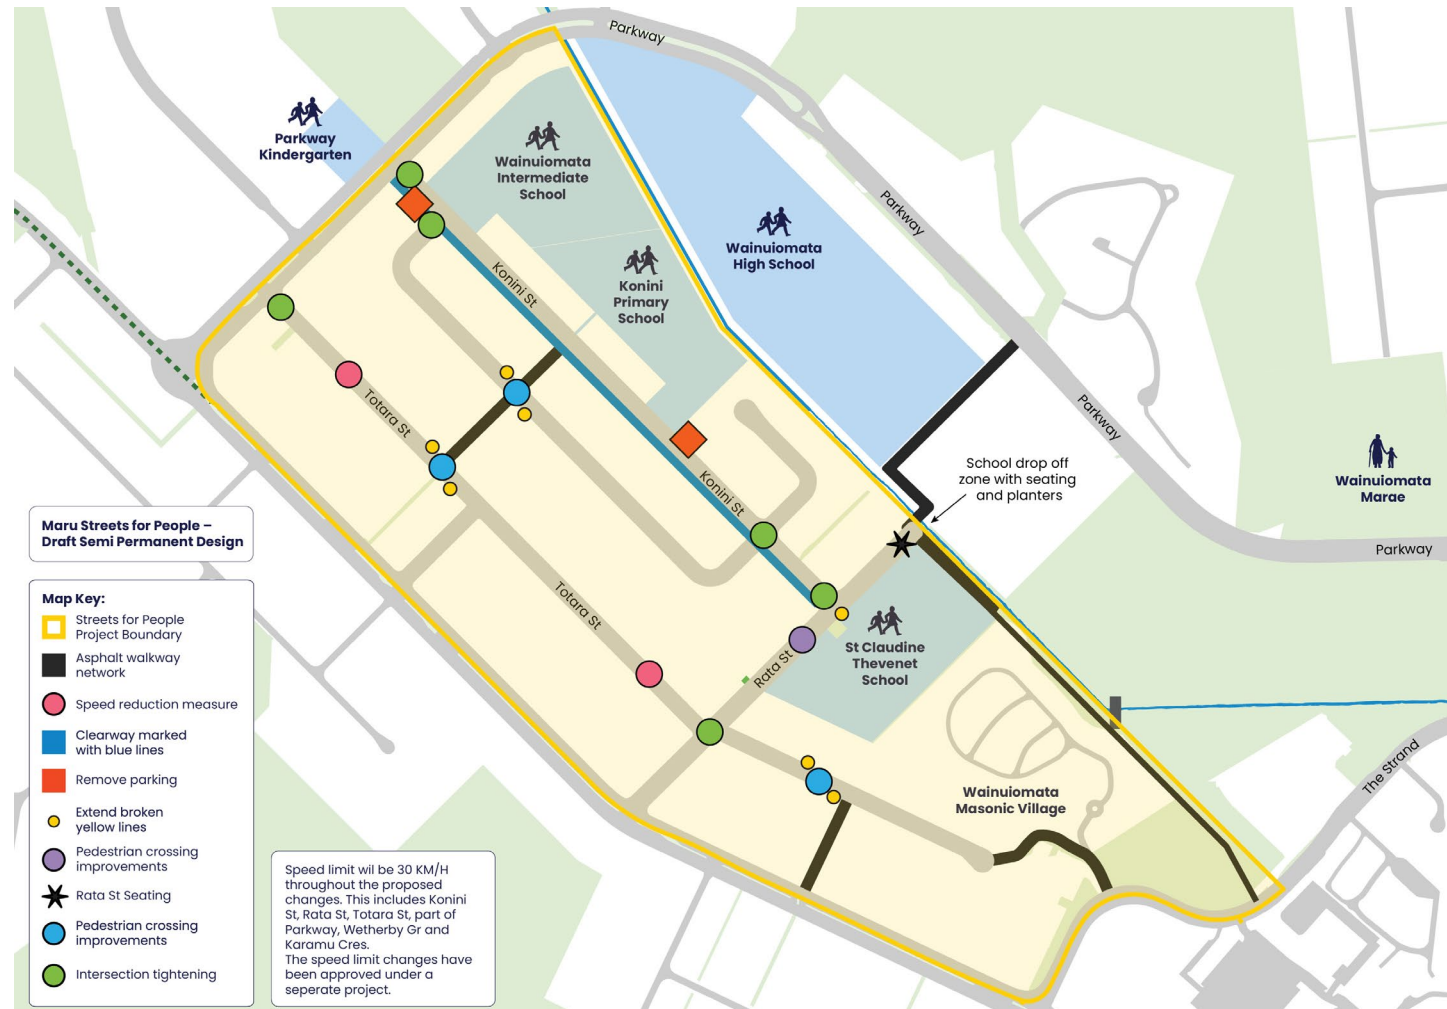 Parkway
Parkway
Kindergarten
Wainuiomata
Intermediate
School
Wainuiomata
High School
Parkway
Konini St
Konini
Primary
School
Totara St
Parkway
Konini St
School drop off
zone with seating
and planters
Wainuiomata
Marae
Parkway
Totara St
Rata St
St Claudine
Thevenet
School
Wainuiomata
Masonic Village
The Strand
Maru Streets for People –
Draft Semi Permanent Design
Map Key:
Streets for People
Project Boundary
Asphalt walkway
network
Speed reduction measure
Clearway marked
with blue lines
Remove parking
Extend broken
yellow lines
Pedestrian crossing
improvements
Rata St Seating
Pedestrian crossing
improvements
Intersection tightening
Speed limit wil be 30 KM/H
throughout the proposed
changes. This includes Konini
St, Rata St, Totara St, part of
Parkway, Wetherby Gr and
Karamu Cres.
The speed limit changes have
been approved under a
seperate project.